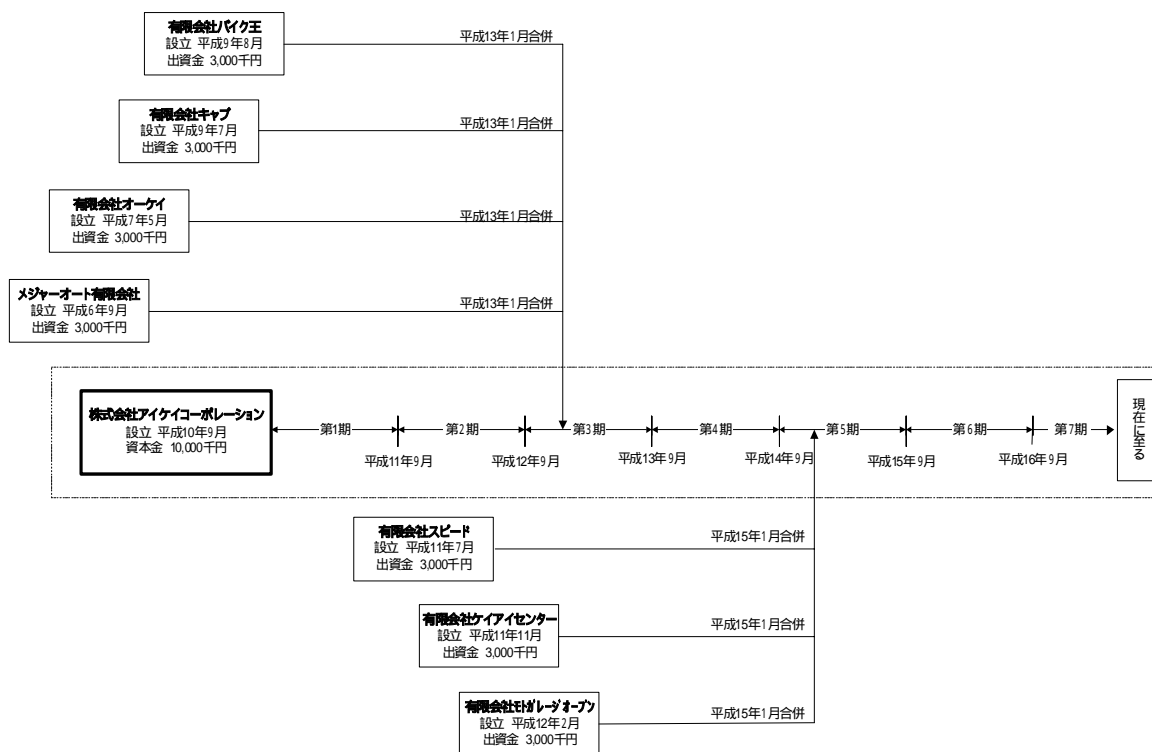 有限会社バイク王
設立 平成9年8月
出資金 3,000千円
平成13年1月合併
有限会社キャブ
設立 平成9年7月
出資金 3,000千円
平成13年1月合併
有限会社オーケイ
設立 平成7年5月
出資金 3,000千円
平成13年1月合併
メジャーオート有限会社
設立 平成6年9月
出資金 3,000千円
平成13年1月合併
株式会社アイケイコーポレーション
設立 平成10年9月
資本金 10,000千円
第1期
第2期
第3期
第4期
第5期
第6期
第7期
平成11年9月
平成12年9月
平成13年9月
平成14年9月
平成15年9月
平成16年9月
現在に至る
有限会社スピード
設立 平成11年7月
出資金 3,000千円
平成15年1月合併
有限会社ケイアイセンター
設立 平成11年11月
出資金 3,000千円
平成15年1月合併
有限会社モトガレージオープン
設立 平成12年2月
出資金 3,000千円
平成15年1月合併